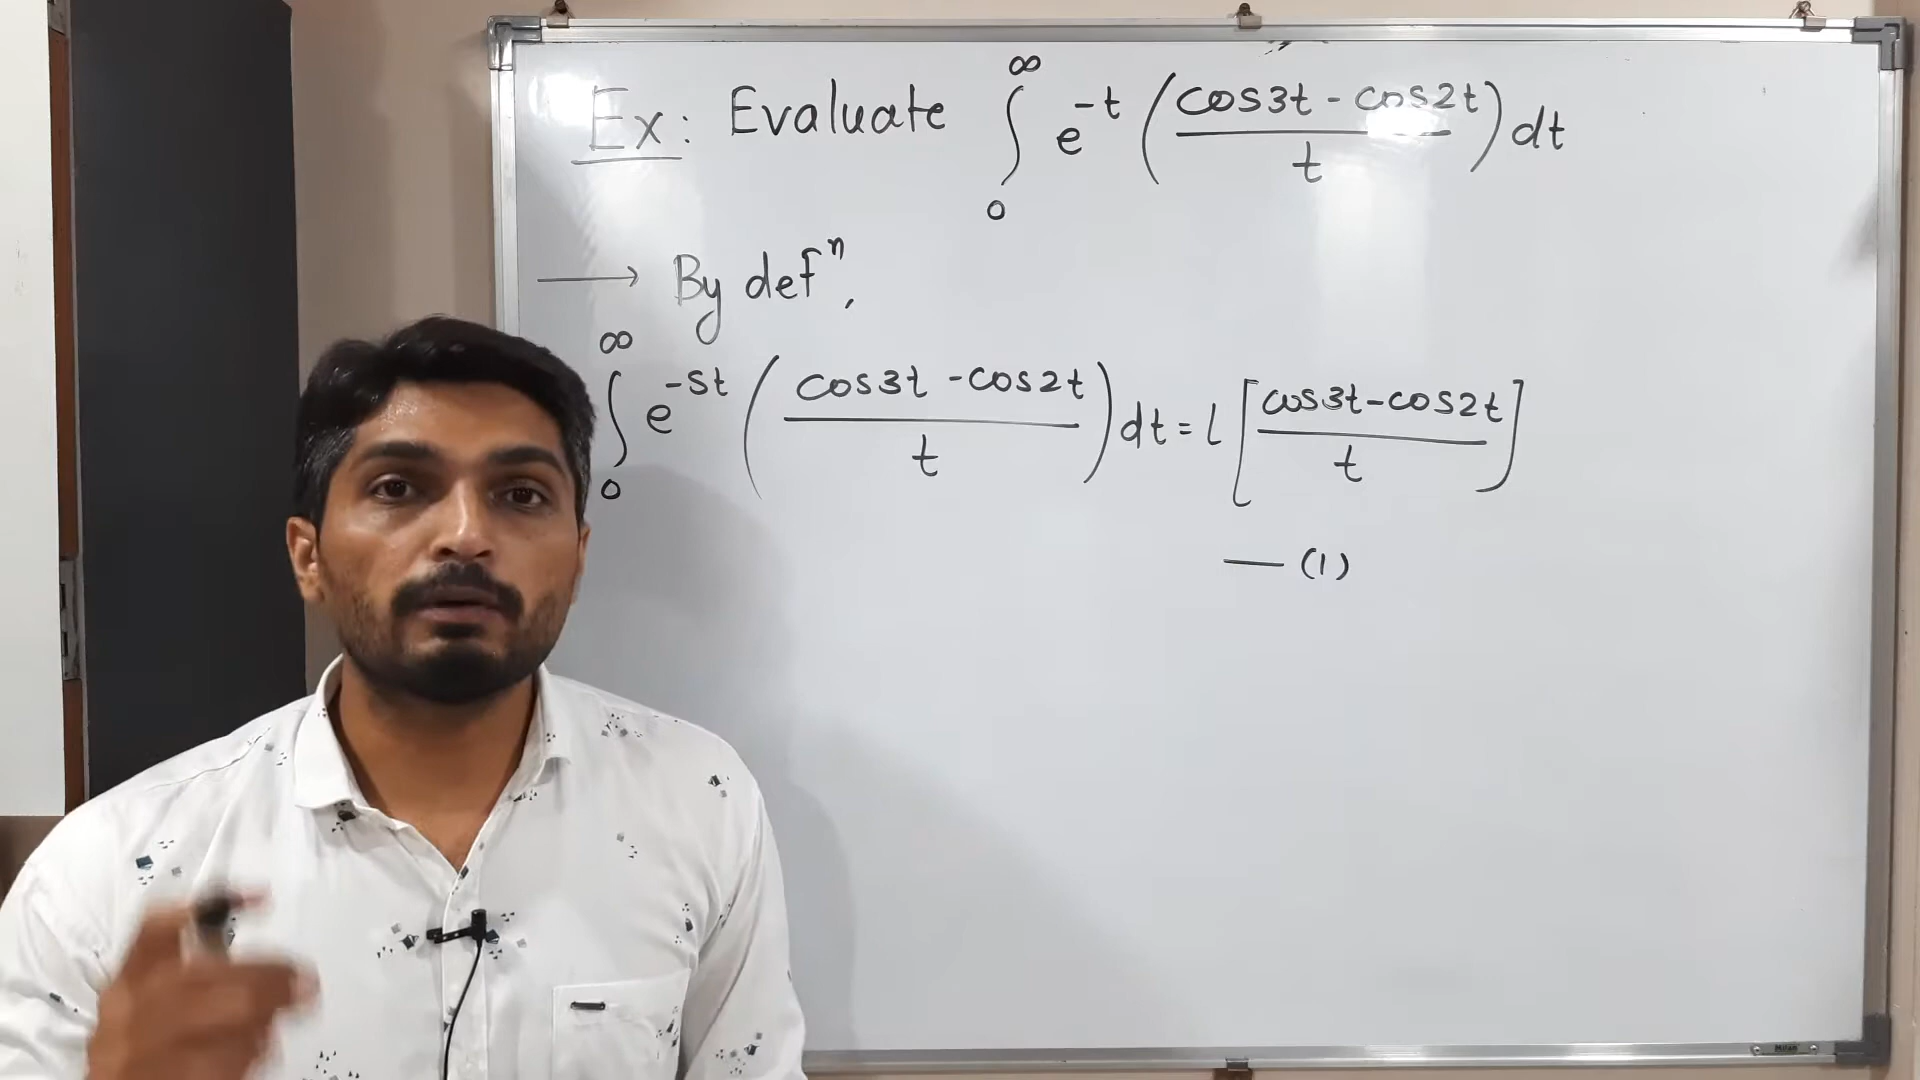 Ex: Evaluate ∫₀^∞ e^{-t} ( (cos3t - cos2t) / t ) dt
→ By defⁿ,
∫₀^∞ e^{-st} ( (cos3t - cos2t) / t ) dt = L [ (cos3t - cos2t) / t ]
— (1)